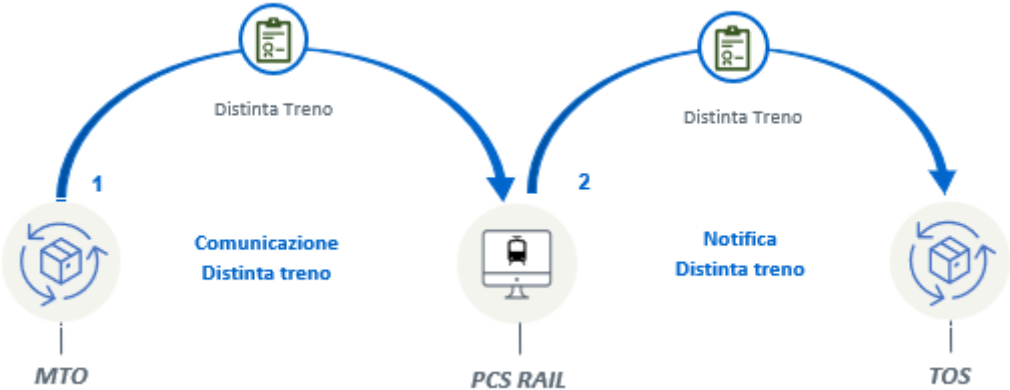 Distinta Treno
Distinta Treno
1
2
Comunicazione
Distinta treno
Notifica
Distinta treno
MTO
PCS RAIL
TOS